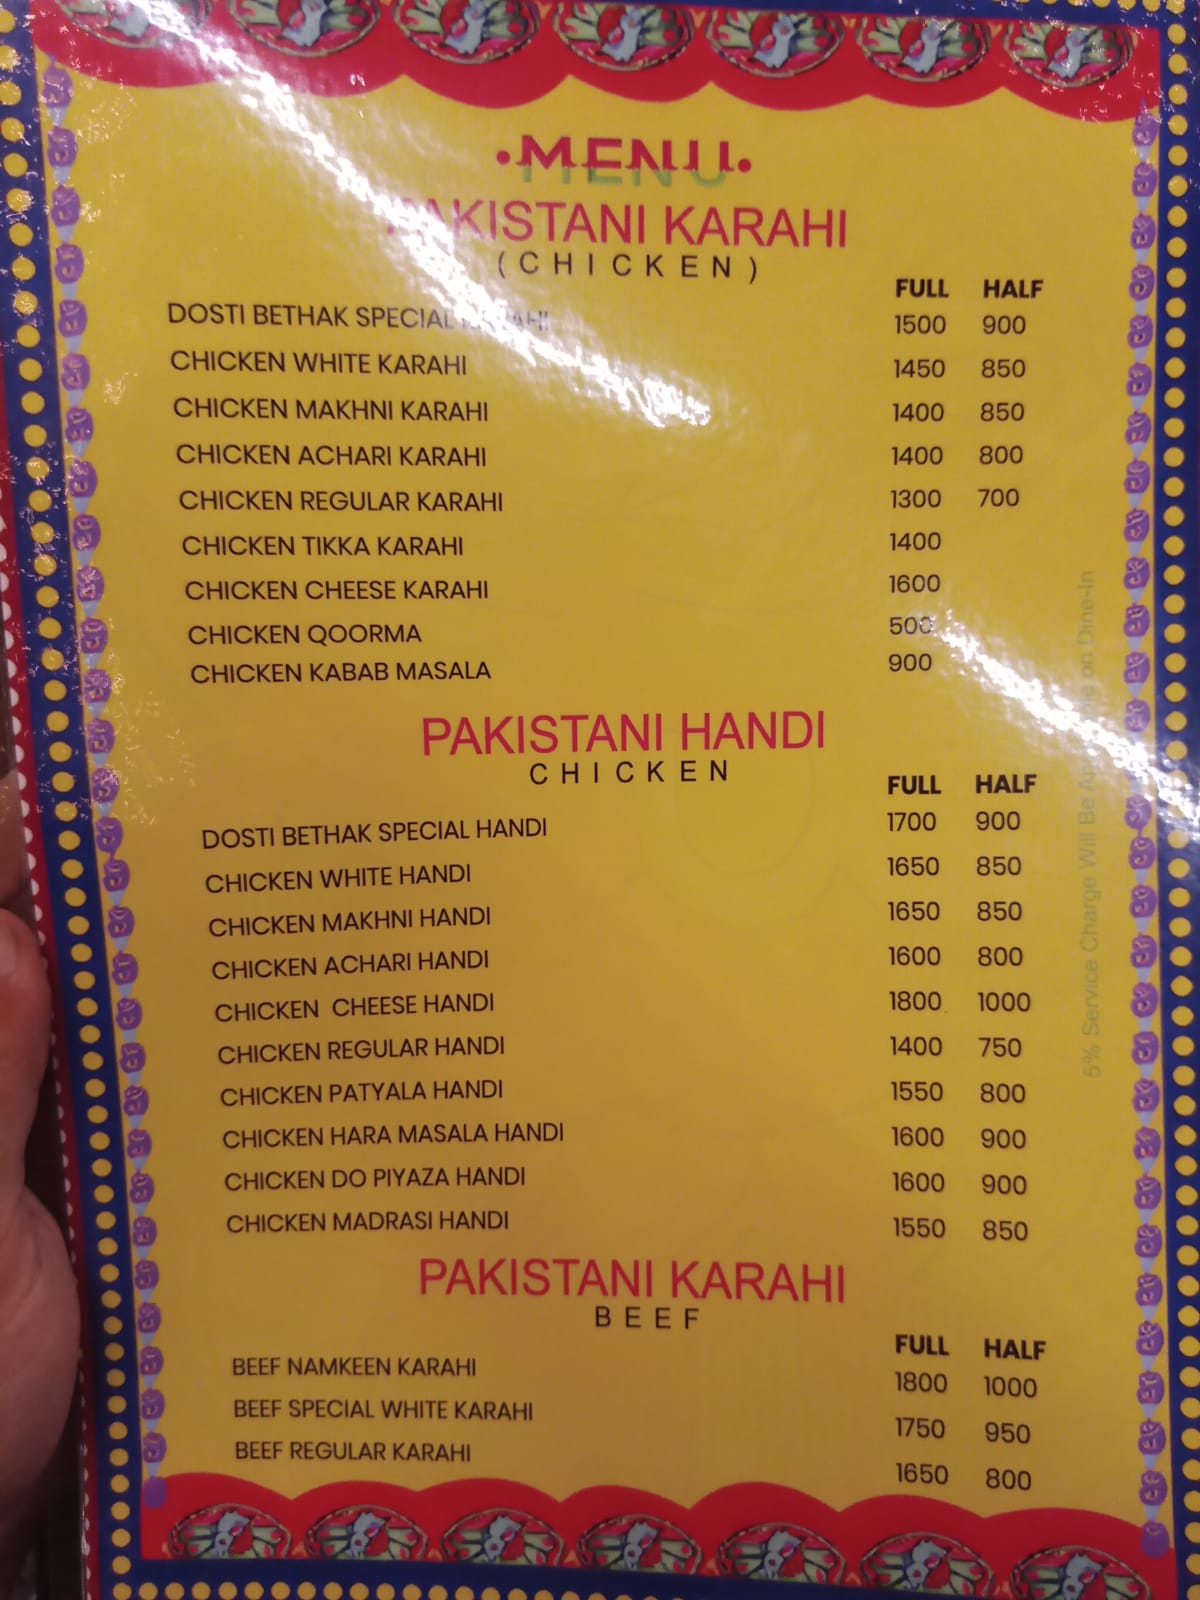 MENU
PAKISTANI KARAHI
(CHICKEN)
FULL HALF
DOSTI BETHAK SPECIAL KARAHI 1500 900
CHICKEN WHITE KARAHI 1450 850
CHICKEN MAKHNI KARAHI 1400 850
CHICKEN ACHARI KARAHI 1400 800
CHICKEN REGULAR KARAHI 1300 700
CHICKEN TIKKA KARAHI 1400
CHICKEN CHEESE KARAHI 1600
CHICKEN QOORMA 500
CHICKEN KABAB MASALA 900
PAKISTANI HANDI
CHICKEN
FULL HALF
DOSTI BETHAK SPECIAL HANDI 1700 900
CHICKEN WHITE HANDI 1650 850
CHICKEN MAKHNI HANDI 1650 850
CHICKEN ACHARI HANDI 1600 800
CHICKEN CHEESE HANDI 1800 1000
CHICKEN REGULAR HANDI 1400 750
CHICKEN PATYALA HANDI 1550 800
CHICKEN HARA MASALA HANDI 1600 900
CHICKEN DO PIYAZA HANDI 1600 900
CHICKEN MADRASI HANDI 1550 850
PAKISTANI KARAHI
BEEF
FULL HALF
BEEF NAMKEEN KARAHI 1800 1000
BEEF SPECIAL WHITE KARAHI 1750 950
BEEF REGULAR KARAHI 1650 800
5% Service Charge Will Be on Dine-In